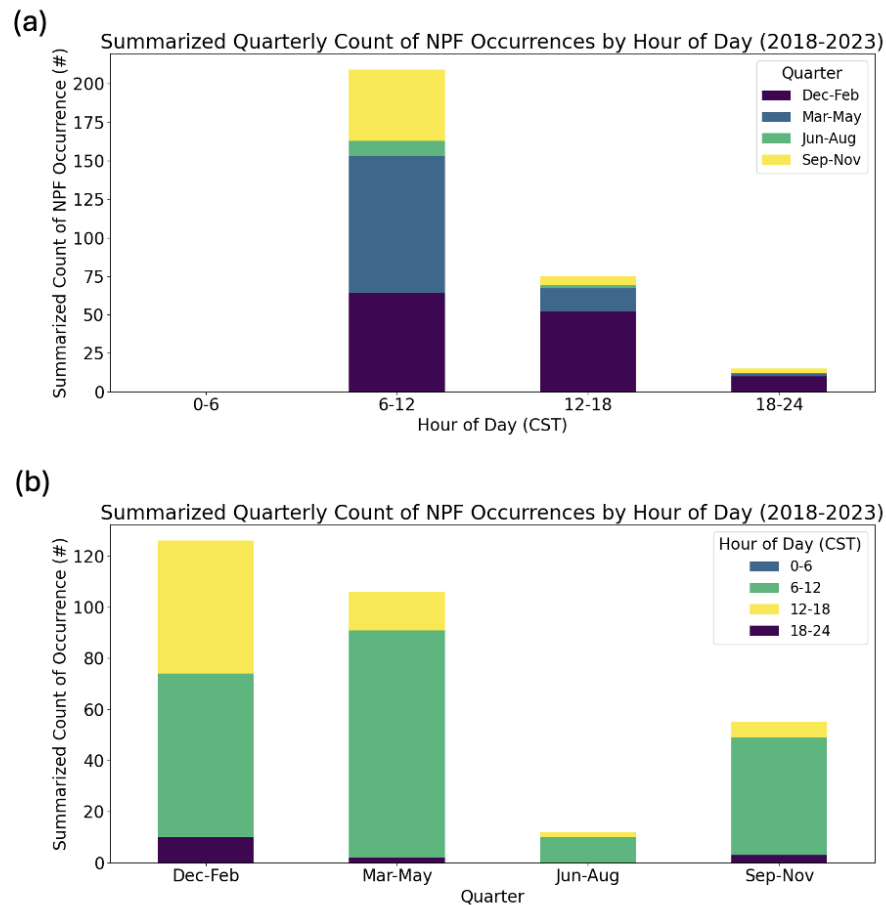 (a)
Summarized Quarterly Count of NPF Occurrences by Hour of Day (2018-2023)
Summarized Count of NPF Occurrence (#)
200
175
150
125
100
75
50
25
0
Quarter
Dec-Feb
Mar-May
Jun-Aug
Sep-Nov
0-6
6-12
12-18
18-24
Hour of Day (CST)
(b)
Summarized Quarterly Count of NPF Occurrences by Hour of Day (2018-2023)
Summarized Count of Occurrence (#)
120
100
80
60
40
20
0
Hour of Day (CST)
0-6
6-12
12-18
18-24
Dec-Feb
Mar-May
Jun-Aug
Sep-Nov
Quarter